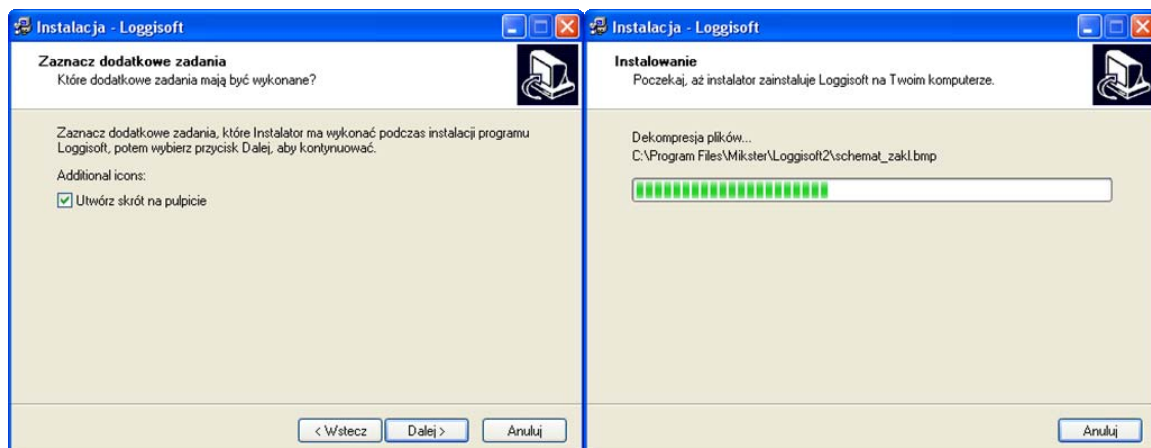 Instalacja - Loggisoft
Zaznacz dodatkowe zadania
Które dodatkowe zadania mają być wykonane?
Zaznacz dodatkowe zadania, które Instalator ma wykonać podczas instalacji programu
Loggisoft, potem wybierz przycisk Dalej, aby kontynuować.
Additional icons:
Utwórz skrót na pulpicie
< Wstecz
Dalej >
Anuluj
Instalacja - Loggisoft
Instalowanie
Poczekaj, aż instalator zainstaluje Loggisoft na Twoim komputerze.
Dekompresja plików...
C:\Program Files\Mikster\Loggisoft2\schemat_zakl.bmp
Anuluj